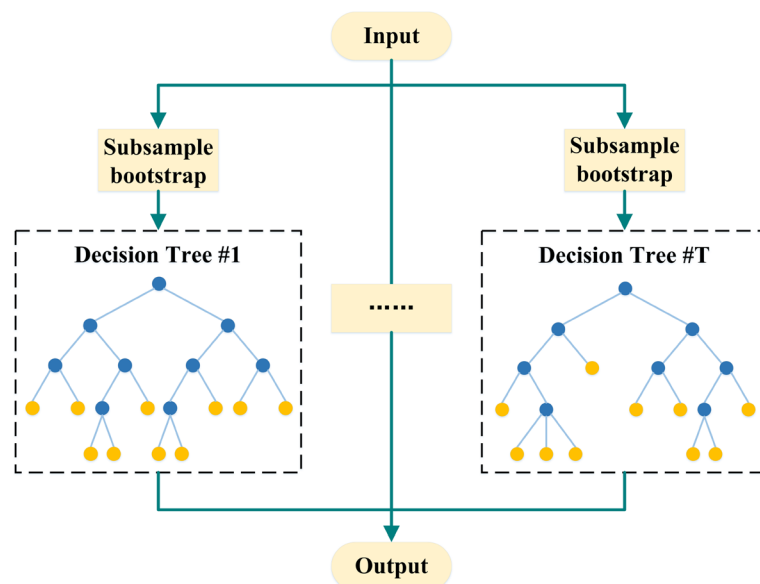 Input
Subsample
bootstrap
Subsample
bootstrap
Decision Tree #1
Decision Tree #T
......
Output